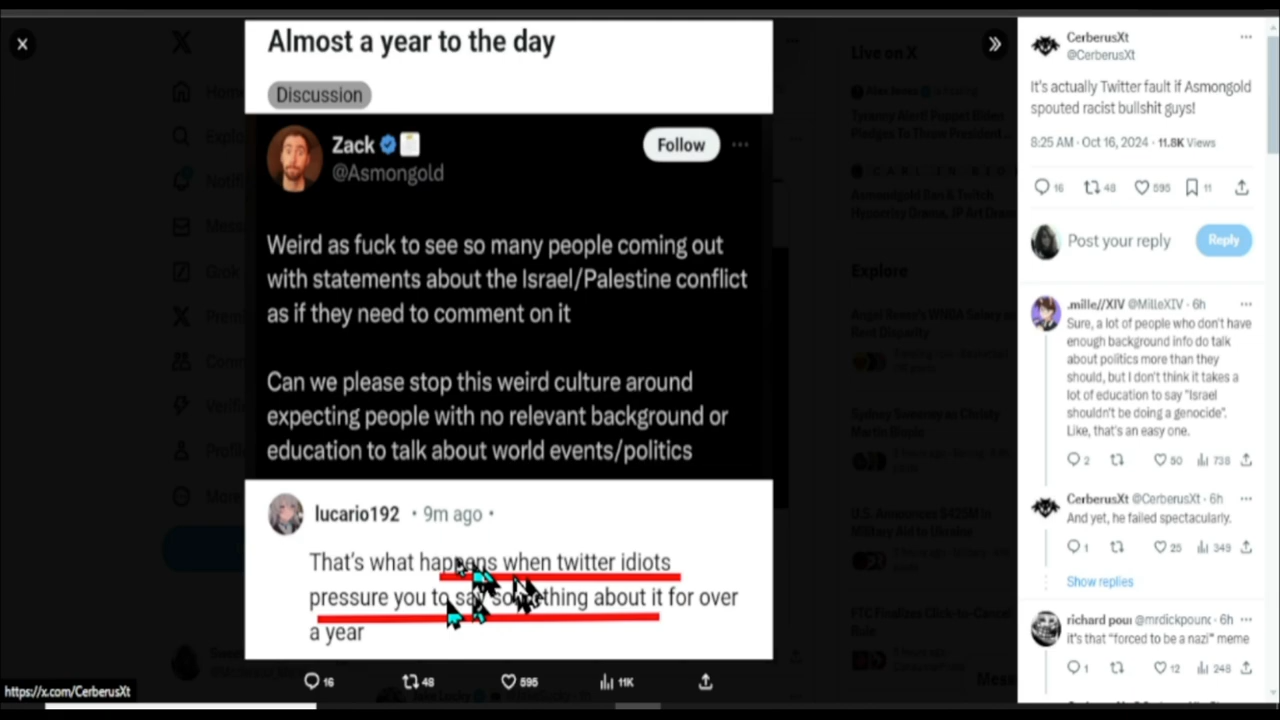 Almost a year to the day
Discussion
Zack
@Asmongold
Follow
Weird as fuck to see so many people coming out
with statements about the Israel/Palestine conflict
as if they need to comment on it
Can we please stop this weird culture around
expecting people with no relevant background or
education to talk about world events/politics
lucario192 • 9m ago •
That's what happens when twitter idiots
pressure you to say something about it for over
a year
16 48 595 11K
https://x.com/CerberusXt
Live on X
Explore
CerberusXt
@CerberusXt
It's actually Twitter fault if Asmongold
spouted racist bullshit guys!
8:25 AM · Oct 16, 2024 · 11.8K Views
16 48 595 11
Post your reply
Reply
.mille//XIV @MilleXIV · 6h
Sure, a lot of people who don't have
enough background info do talk
about politics more than they
should, but I don't think it takes a
lot of education to say "Israel
shouldn't be doing a genocide".
Like, that's an easy one.
2 50 738
CerberusXt @CerberusXt · 6h
And yet, he failed spectacularly.
1 25 349
Show replies
richard pou @mrdickpounc · 6h
it's that "forced to be a nazi" meme
1 12 248